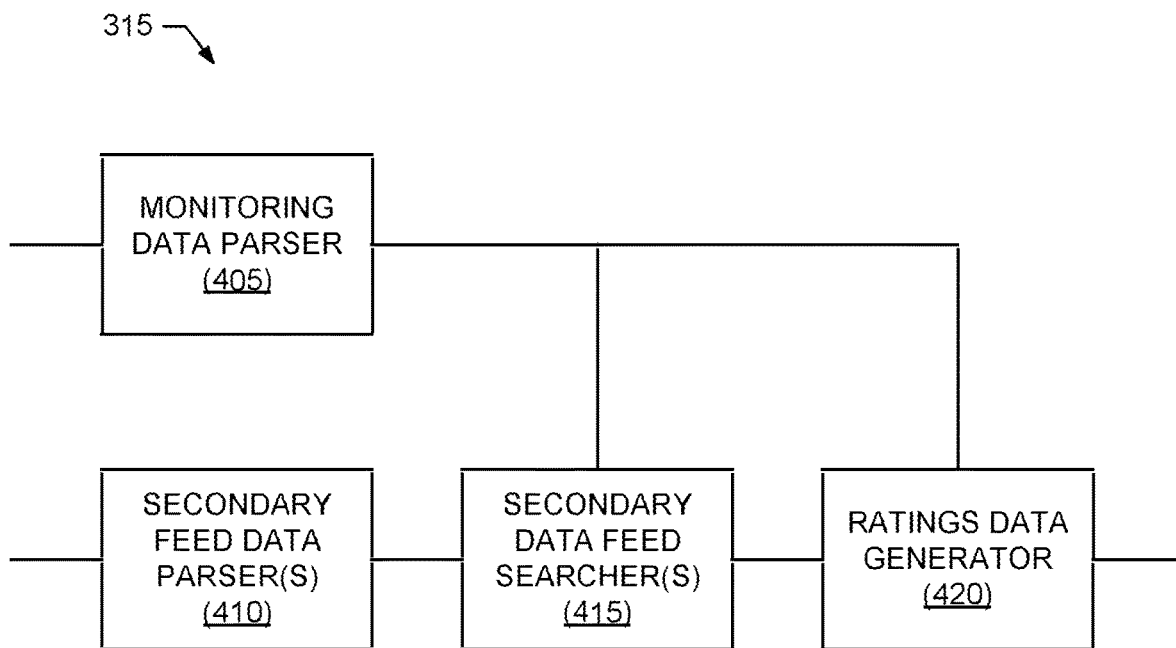 315
MONITORING
DATA PARSER
(405)
SECONDARY
FEED DATA
PARSER(S)
(410)
SECONDARY
DATA FEED
SEARCHER(S)
(415)
RATINGS DATA
GENERATOR
(420)